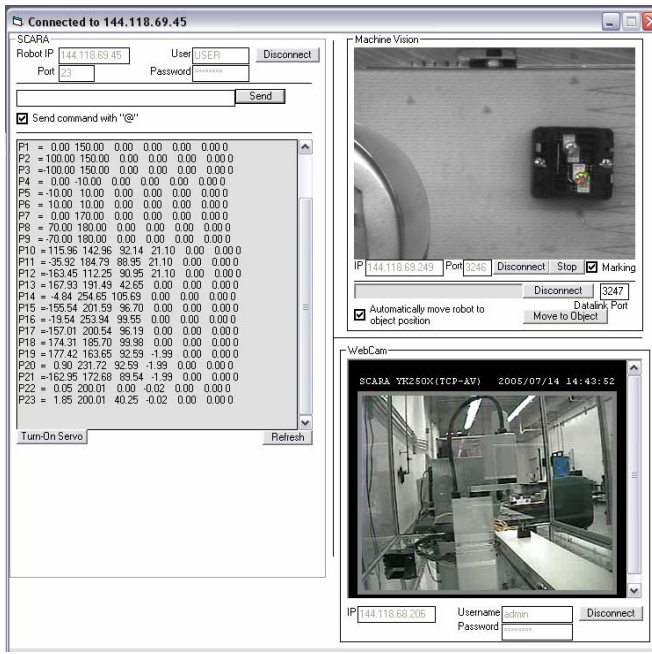 Connected to 144.118.69.45
SCARA
Robot IP 144.118.69.45 User USER Disconnect
Port 23 Password xxxxxxxx
Send
Send command with "@"
P1 = 0.00 150.00 0.00 0.00 0.00 0.00 0
P2 = 100.00 150.00 0.00 0.00 0.00 0.00 0
P3 =-100.00 150.00 0.00 0.00 0.00 0.00 0
P4 = 0.00 -10.00 0.00 0.00 0.00 0.00 0
P5 = -10.00 10.00 0.00 0.00 0.00 0.00 0
P6 = 10.00 10.00 0.00 0.00 0.00 0.00 0
P7 = 0.00 170.00 0.00 0.00 0.00 0.00 0
P8 = 70.00 180.00 0.00 0.00 0.00 0.00 0
P9 = -70.00 180.00 0.00 0.00 0.00 0.00 0
P10 = 115.96 142.96 92.14 21.10 0.00 0.00 0
P11 = -35.92 184.79 88.95 21.10 0.00 0.00 0
P12 =-163.45 112.25 90.95 21.10 0.00 0.00 0
P13 = 167.93 191.49 42.65 0.00 0.00 0.00 0
P14 = -4.84 254.65 105.69 0.00 0.00 0.00 0
P15 =-155.54 201.59 96.70 0.00 0.00 0.00 0
P16 = -19.54 253.94 99.55 0.00 0.00 0.00 0
P17 =-157.01 200.54 96.19 0.00 0.00 0.00 0
P18 = 174.31 185.70 99.98 0.00 0.00 0.00 0
P19 = 177.42 163.65 92.59 -1.99 0.00 0.00 0
P20 = 0.90 231.72 92.59 -1.99 0.00 0.00 0
P21 =-162.95 172.68 89.54 -1.99 0.00 0.00 0
P22 = 0.05 200.01 0.00 -0.02 0.00 0.00 0
P23 = 1.85 200.01 40.25 -0.02 0.00 0.00 0
Turn-On Servo Refresh
Machine Vision
IP 144.118.69.249 Port 3246 Disconnect Stop Marking
Disconnect 3247
Datalink Port
Automatically move robot to object position
Move to Object
WebCam
SCARA YK250X(TCP-AV) 2005/07/14 14:43:52
IP 144.118.68.206 Username admin Disconnect
Password xxxxxxxx